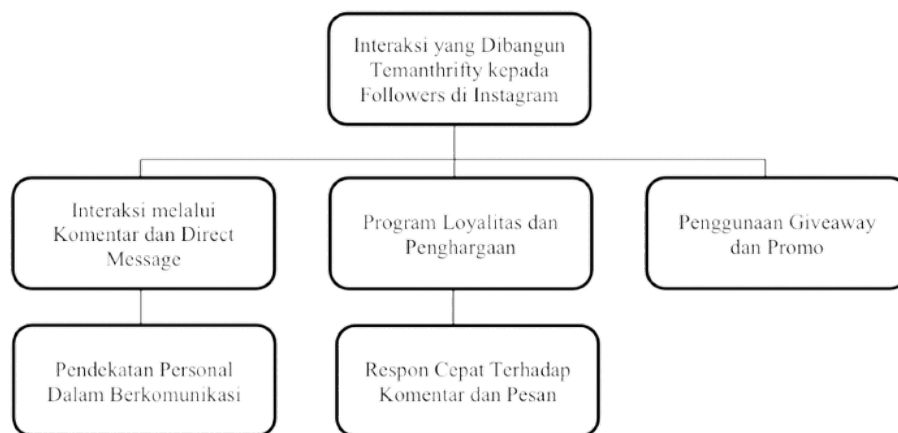 Interaksi yang Dibangun
Temanthrifty kepada
Followers di Instagram
Interaksi melalui
Komentar dan Direct
Message
Program Loyalitas dan
Penghargaan
Penggunaan Giveaway
dan Promo
Pendekatan Personal
Dalam Berkomunikasi
Respon Cepat Terhadap
Komentar dan Pesan